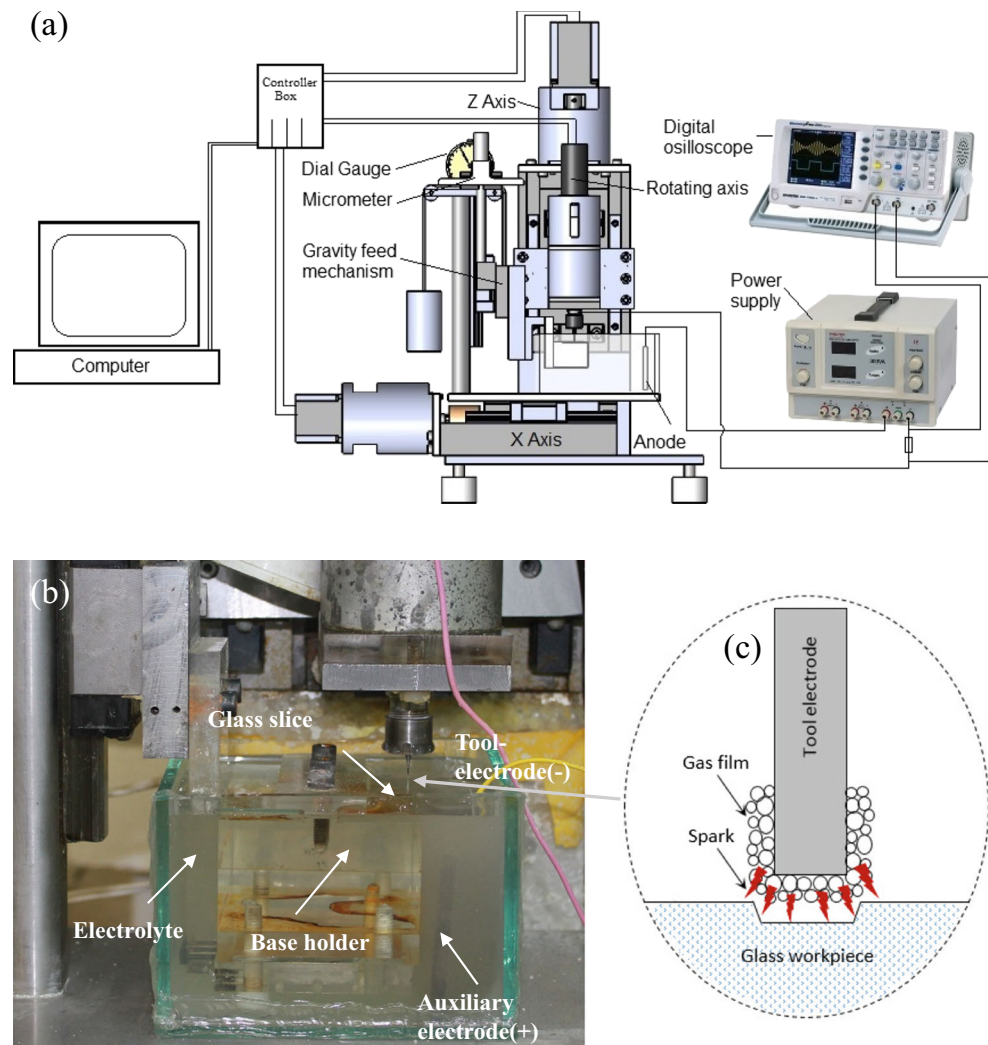 (a)
Controller
Box
Z Axis
Digital
osilloscope
Dial Gauge
Micrometer
Rotating axis
Gravity feed
mechanism
Power
supply
Computer
X Axis
Anode
(b)
Glass slice
Tool-
electrode(-)
Electrolyte
Base holder
Auxiliary
electrode(+)
(c)
Tool electrode
Gas film
Spark
Glass workpiece